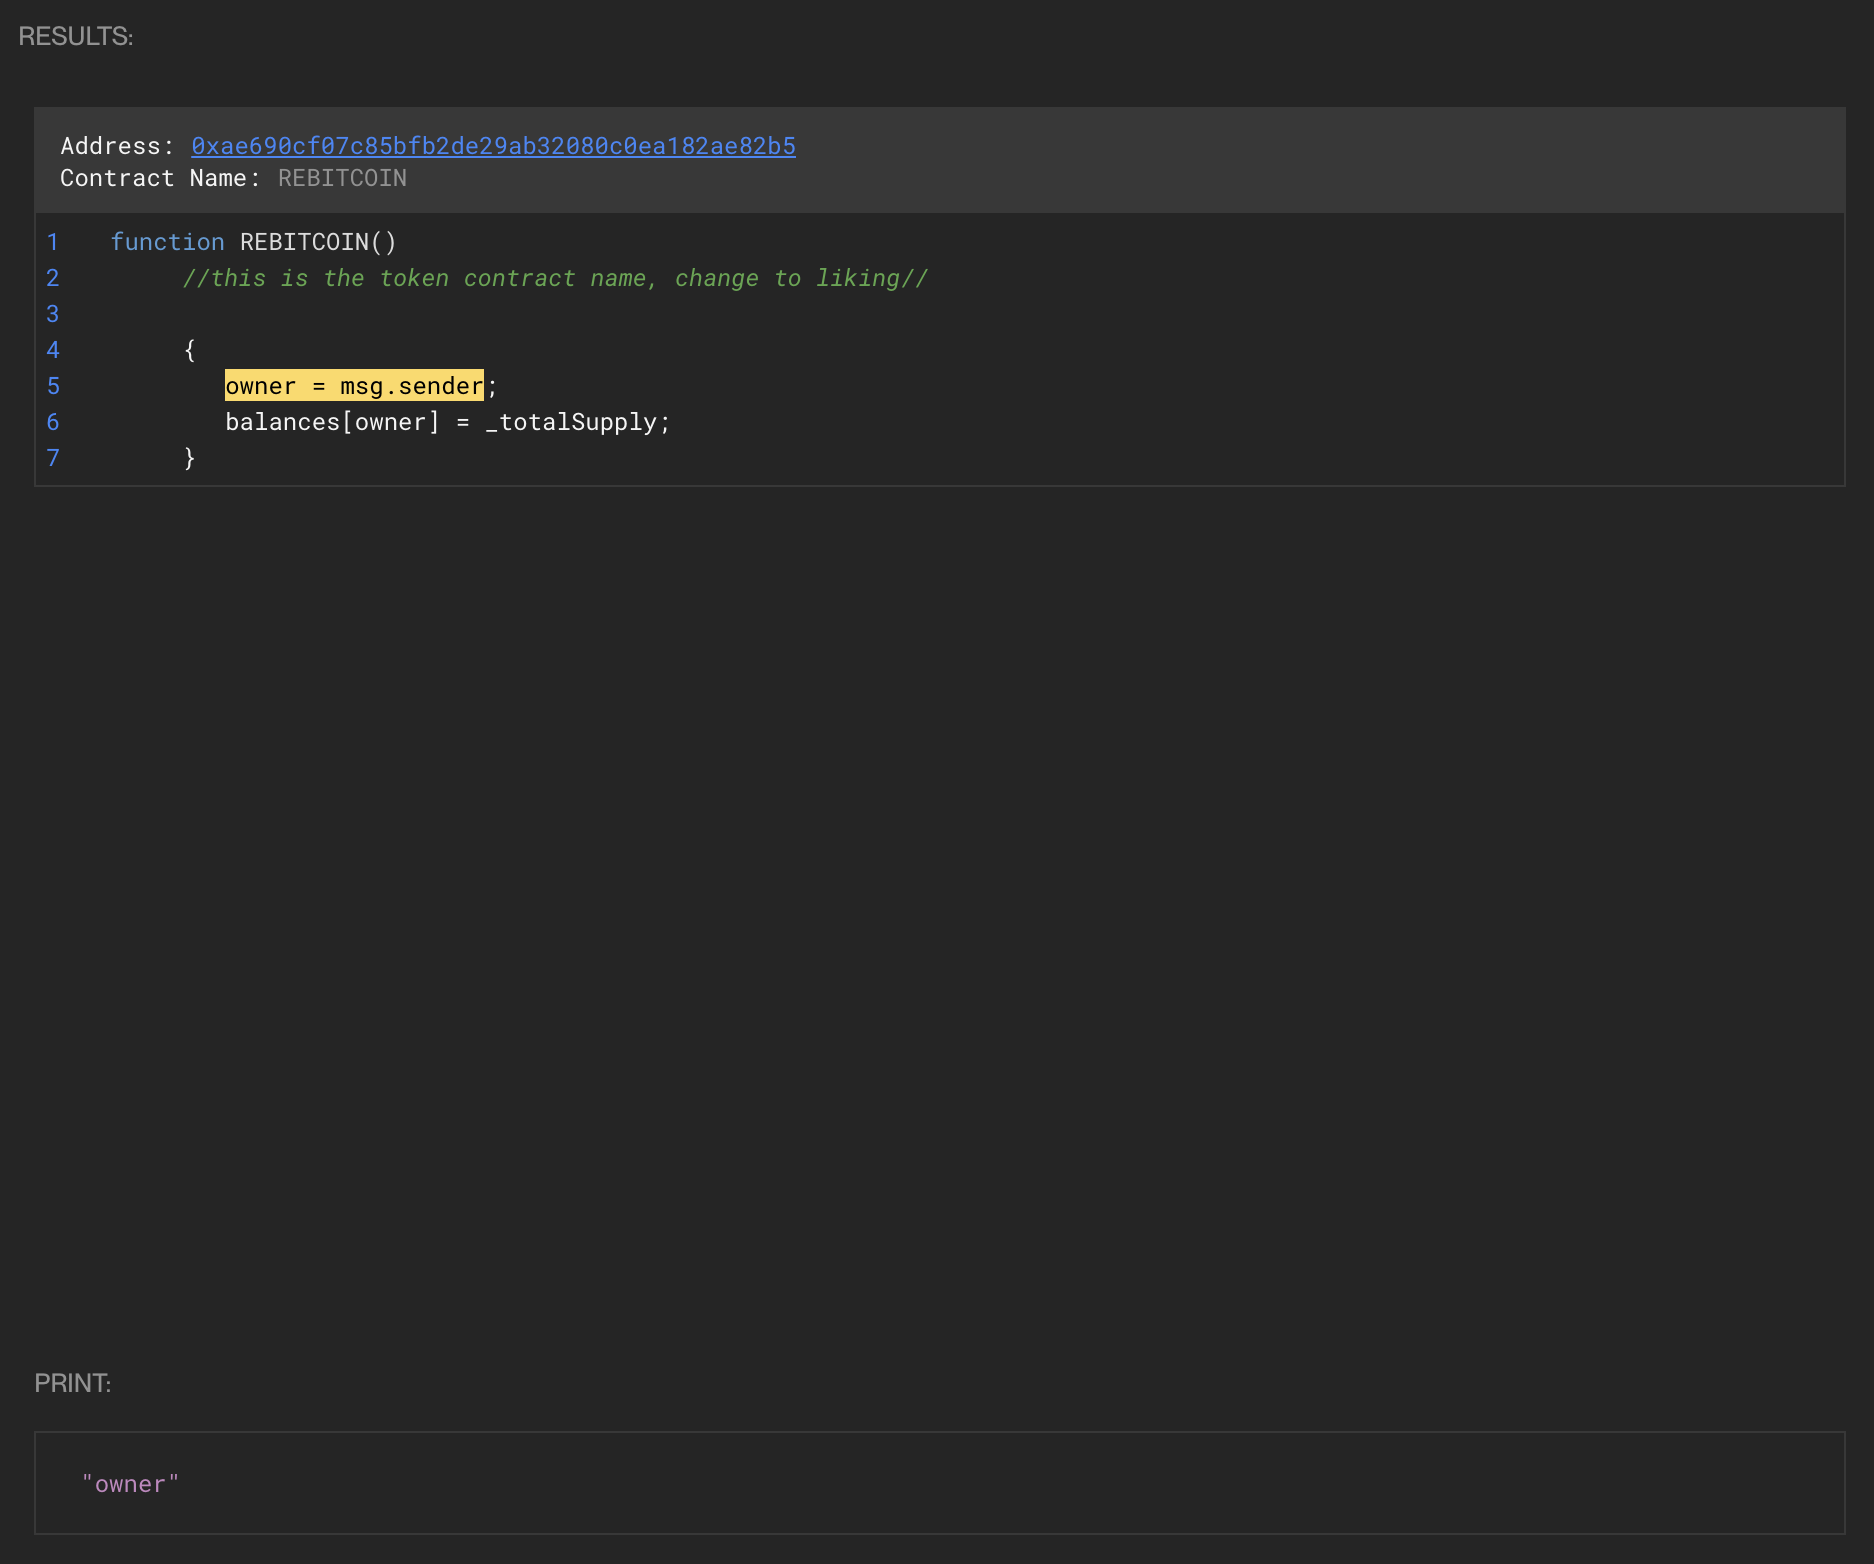 RESULTS:
Address: 0xae690cf07c85bfb2de29ab32080c0ea182ae82b5
Contract Name: REBITCOIN
1 function REBITCOIN()
2 //this is the token contract name, change to liking//
3
4 {
5 owner = msg.sender;
6 balances[owner] = _totalSupply;
7 }
PRINT:
"owner"